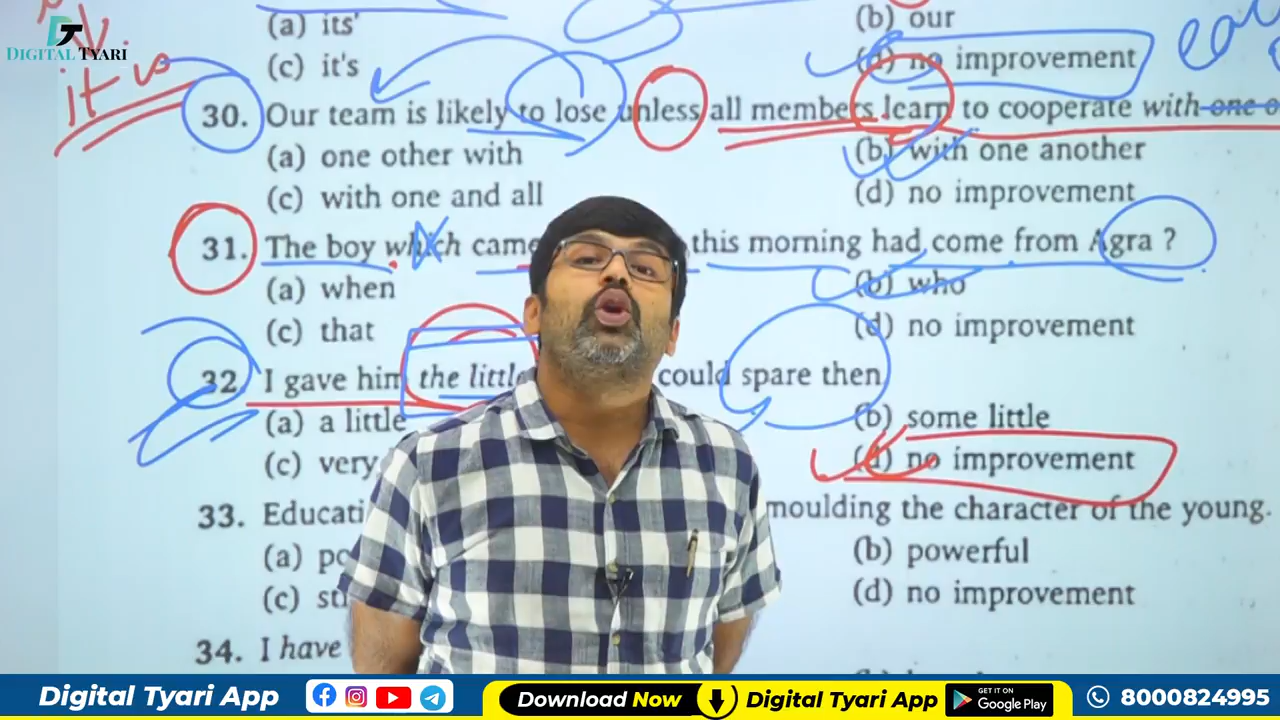 (a) its'
(b) our
DIGITAL TYARI
it is
(c) it's
(d) no improvement
30. Our team is likely to lose unless all members learn to cooperate with one o
(a) one other with
(b) with one another
(c) with one and all
(d) no improvement
31. The boy which came this morning had come from Agra ?
(a) when
(b) who
(c) that
(d) no improvement
32. I gave him the little could spare then
(a) a little
(b) some little
(c) very
(d) no improvement
33. Educati moulding the character of the young.
(a) po
(b) powerful
(c) st
(d) no improvement
34. I have
Digital Tyari App
Download Now
Digital Tyari App
GET IT ON
Google Play
8000824995